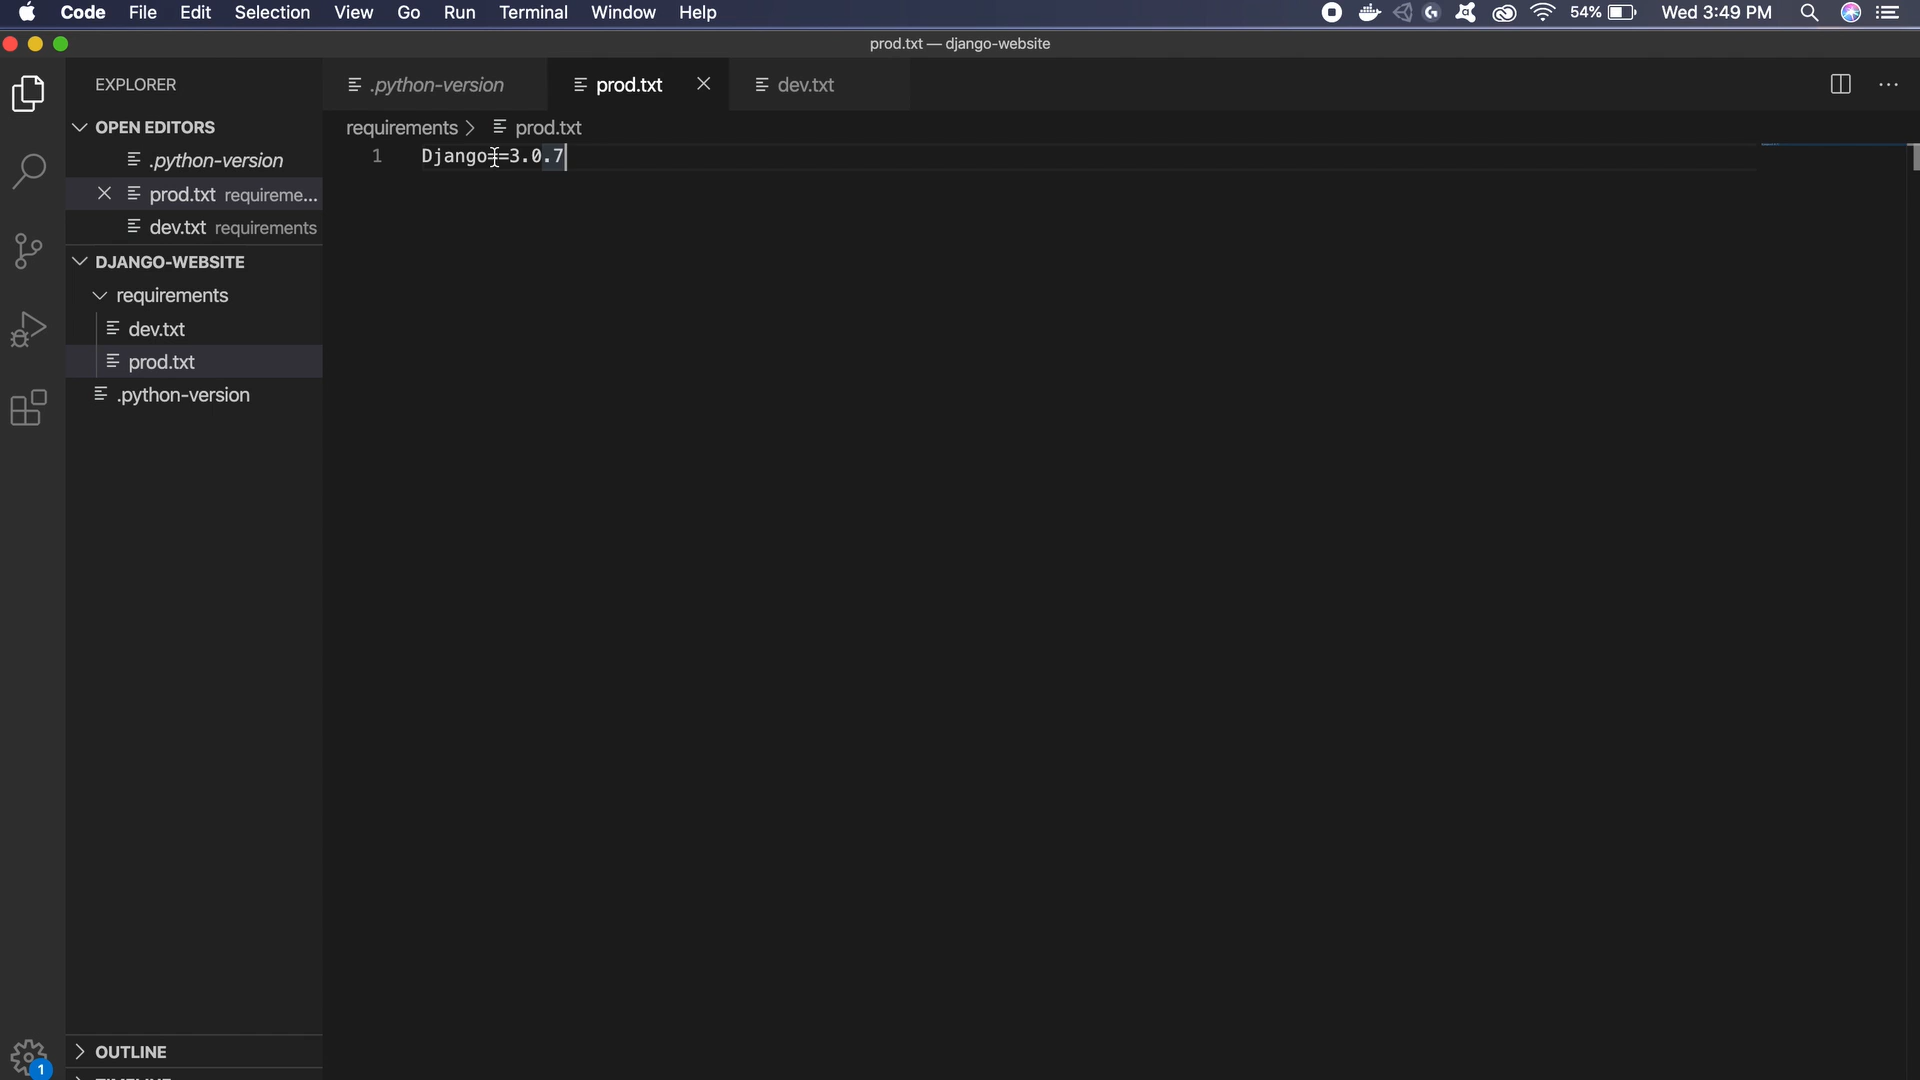 Code File Edit Selection View Go Run Terminal Window Help 54% Wed 3:49 PM
prod.txt — django-website
EXPLORER
.python-version
prod.txt
dev.txt
requirements > prod.txt
OPEN EDITORS
.python-version
prod.txt requireme...
dev.txt requirements
DJANGO-WEBSITE
requirements
dev.txt
prod.txt
.python-version
1 Django==3.0.7
OUTLINE
1